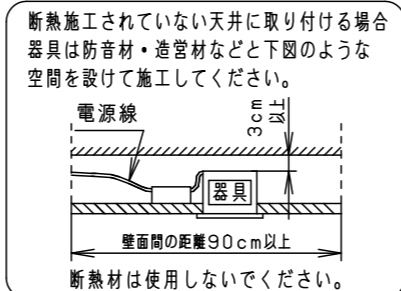 断熱施工されていない天井に取り付ける場合
器具は防音材・造営材などと下図のような
空間を設けて施工してください。
電源線
3cm
以上
器具
壁面間の距離90cm以上
断熱材は使用しないでください。